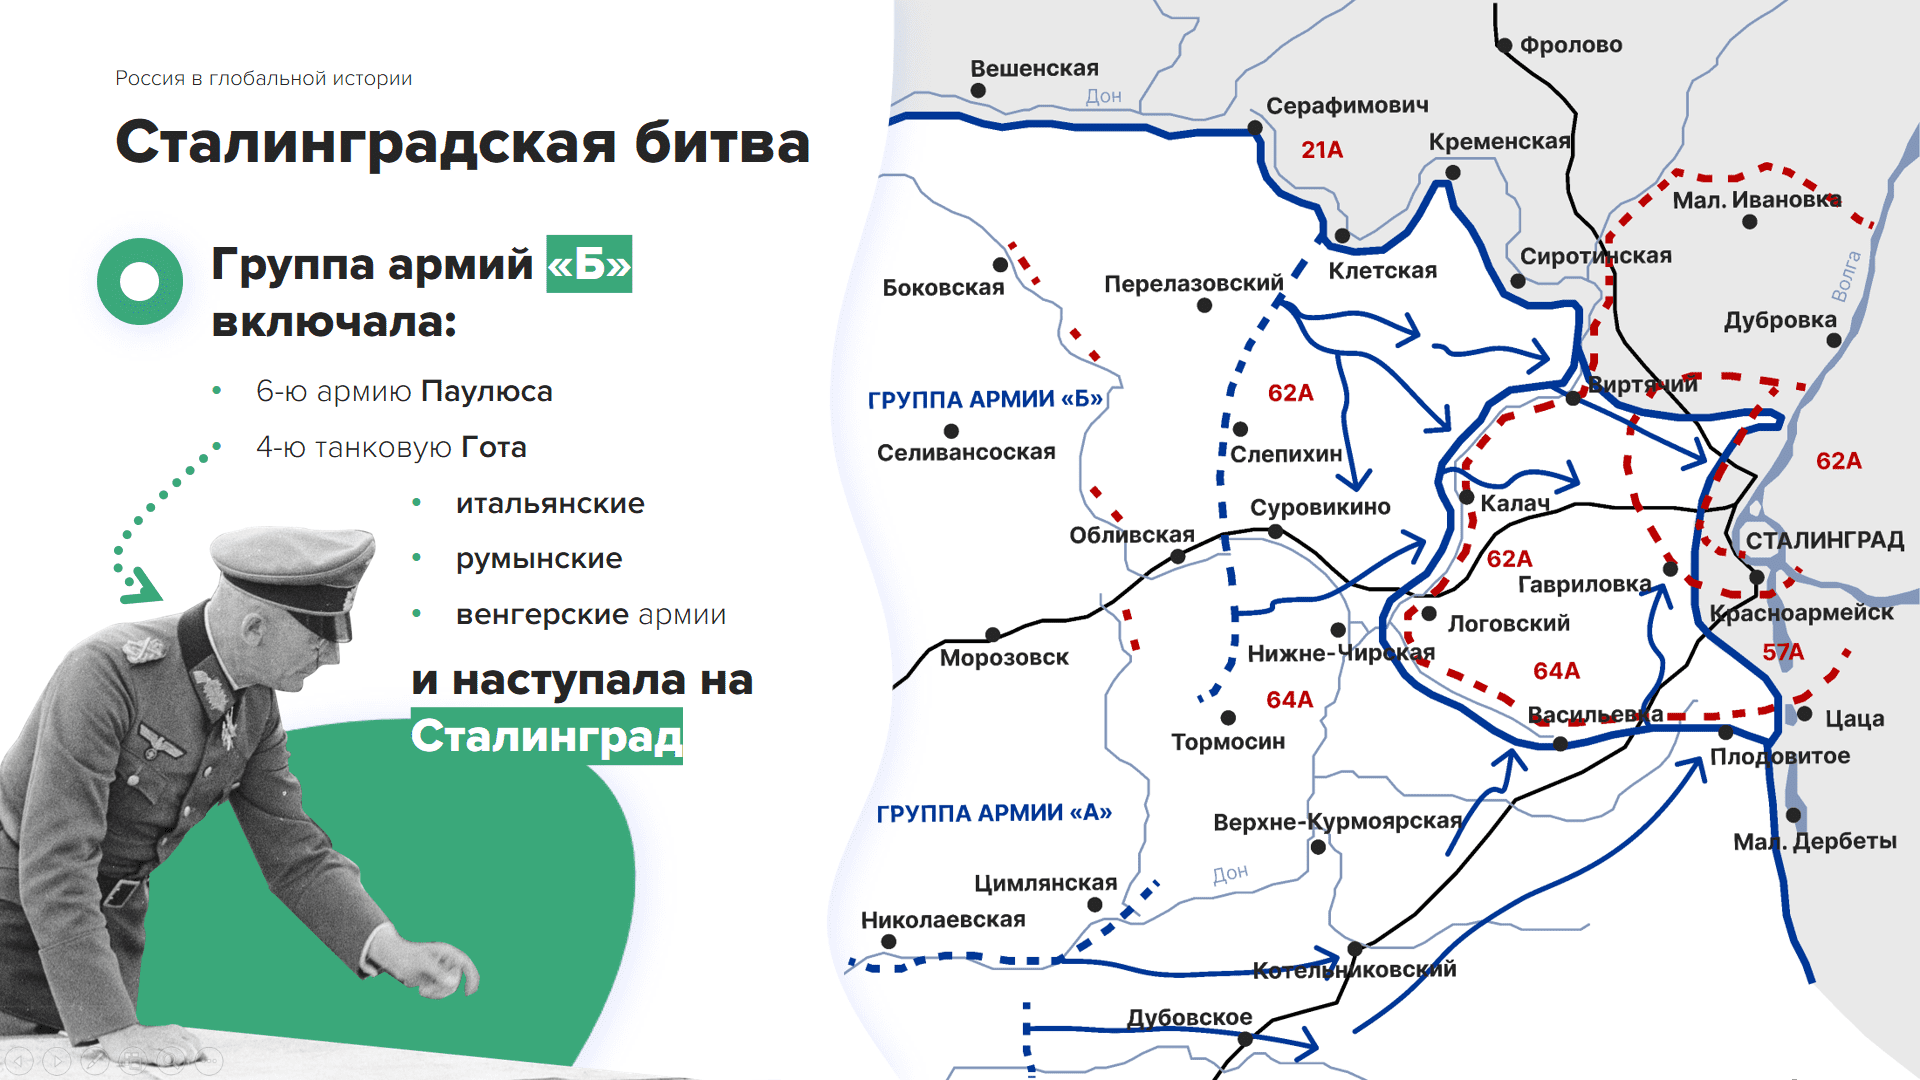 Россия в глобальной истории
Сталинградская битва
Группа армий «Б»
включала:
• 6-ю армию Паулюса
• 4-ю танковую Гота
• итальянские
• румынские
• венгерские армии
и наступала на
Сталинград
Фролово
Вешенская
Дон
Серафимович
21А
Кременская
Мал. Ивановка
Сиротинская
Клетская
Боковская
Перелазовский
Волга
Дубровка
Виртячий
ГРУППА АРМИИ «Б»
62А
Селивансоская
Слепихин
62А
Суровикино
Калач
Обливская
СТАЛИНГРАД
62А
Гавриловка
Красноармейск
Логовский
Морозовск
Нижне-Чирская
57А
64А
64А
Васильевка
Цаца
Тормосин
Плодовитое
ГРУППА АРМИИ «А»
Верхне-Курмоярская
Мал. Дербеты
Дон
Цимлянская
Николаевская
Котельниковский
Дубовское